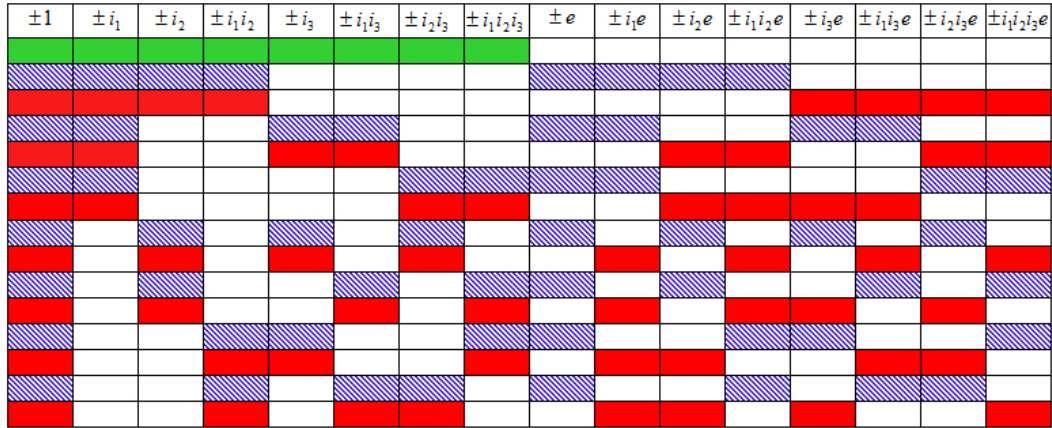 ±1 ±i₁ ±i₂ ±i₁i₂ ±i₃ ±i₁i₃ ±i₂i₃ ±i₁i₂i₃ ±e ±i₁e ±i₂e ±i₁i₂e ±i₃e ±i₁i₃e ±i₂i₃e ±i₁i₂i₃e